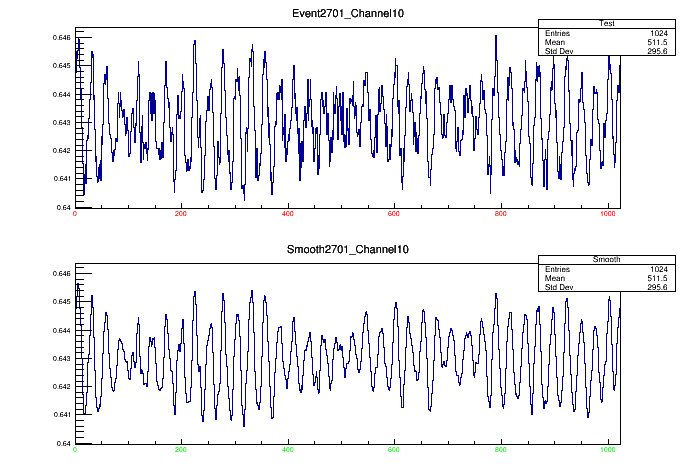 Event2701_Channel10
Test
Entries 1024
Mean 511.5
Std Dev 295.6
0.646
0.645
0.644
0.643
0.642
0.641
0.64
0 200 400 600 800 1000
Smooth2701_Channel10
Smooth
Entries 1024
Mean 511.5
Std Dev 295.6
0.646
0.645
0.644
0.643
0.642
0.641
0.64
0 200 400 600 800 1000